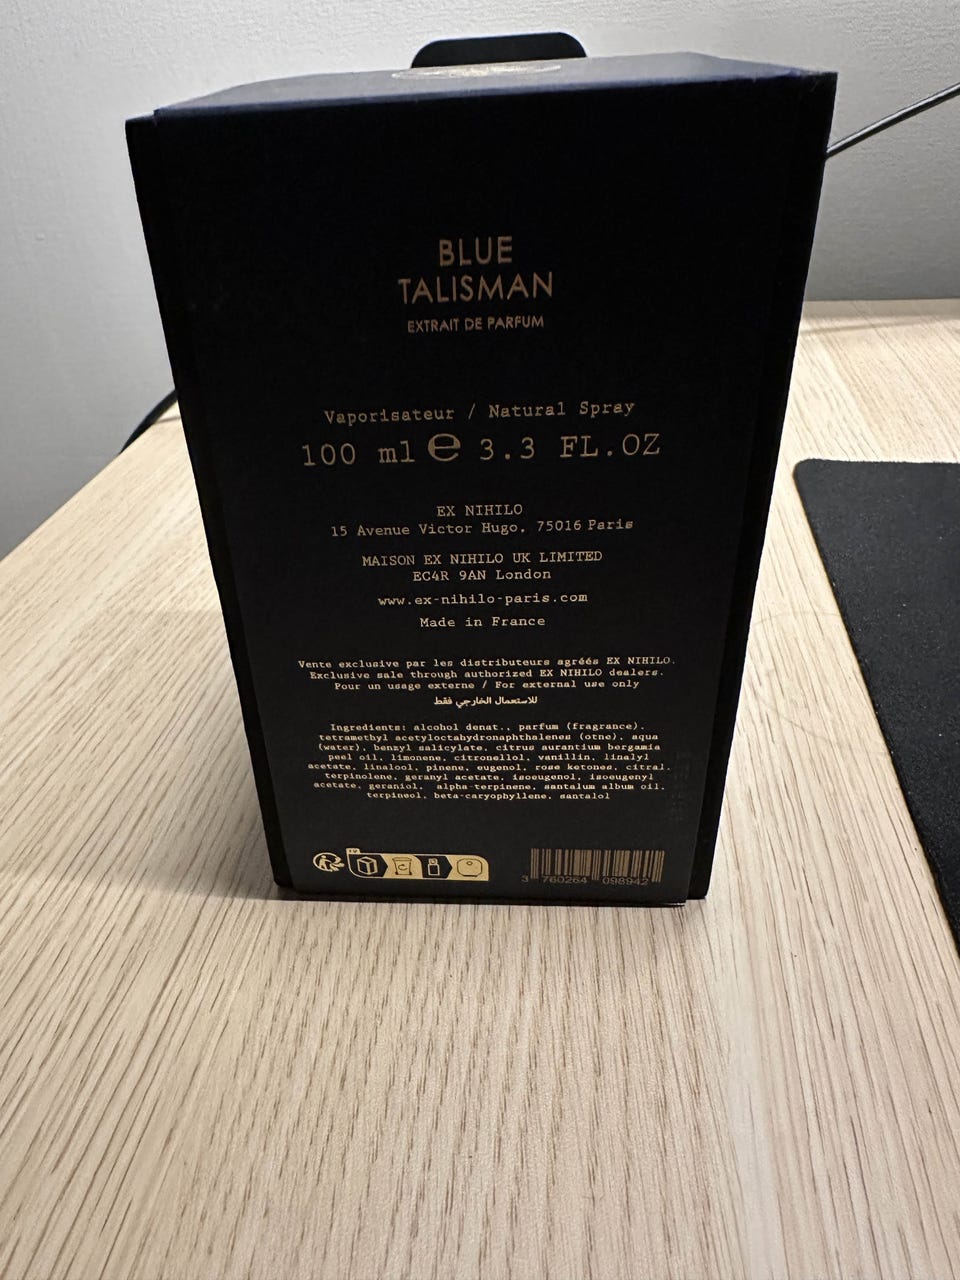 BLUE
TALISMAN
EXTRAIT DE PARFUM
Vaporisateur / Natural Spray
100 ml ℮ 3.3 FL.OZ
EX NIHILO
15 Avenue Victor Hugo, 75016 Paris
MAISON EX NIHILO UK LIMITED
EC4R 9AN London
www.ex-nihilo-paris.com
Made in France
Vente exclusive par les distributeurs agréés EX NIHILO.
Exclusive sale through authorized EX NIHILO dealers.
Pour un usage externe / For external use only
للاستعمال الخارجي فقط
Ingredients: alcohol denat., parfum (fragrance),
tetramethyl acetyloctahydronaphthalenes (otne), aqua
(water), benzyl salicylate, citrus aurantium bergamia
peel oil, limonene, citronellol, vanillin, linalyl
acetate, linalool, pinene, eugenol, rose ketones, citral,
terpinolene, geranyl acetate, isoeugenol, isoeugenyl
acetate, geraniol, alpha-terpinene, santalum album oil,
terpineol, beta-caryophyllene, santalol
3 760264 098942